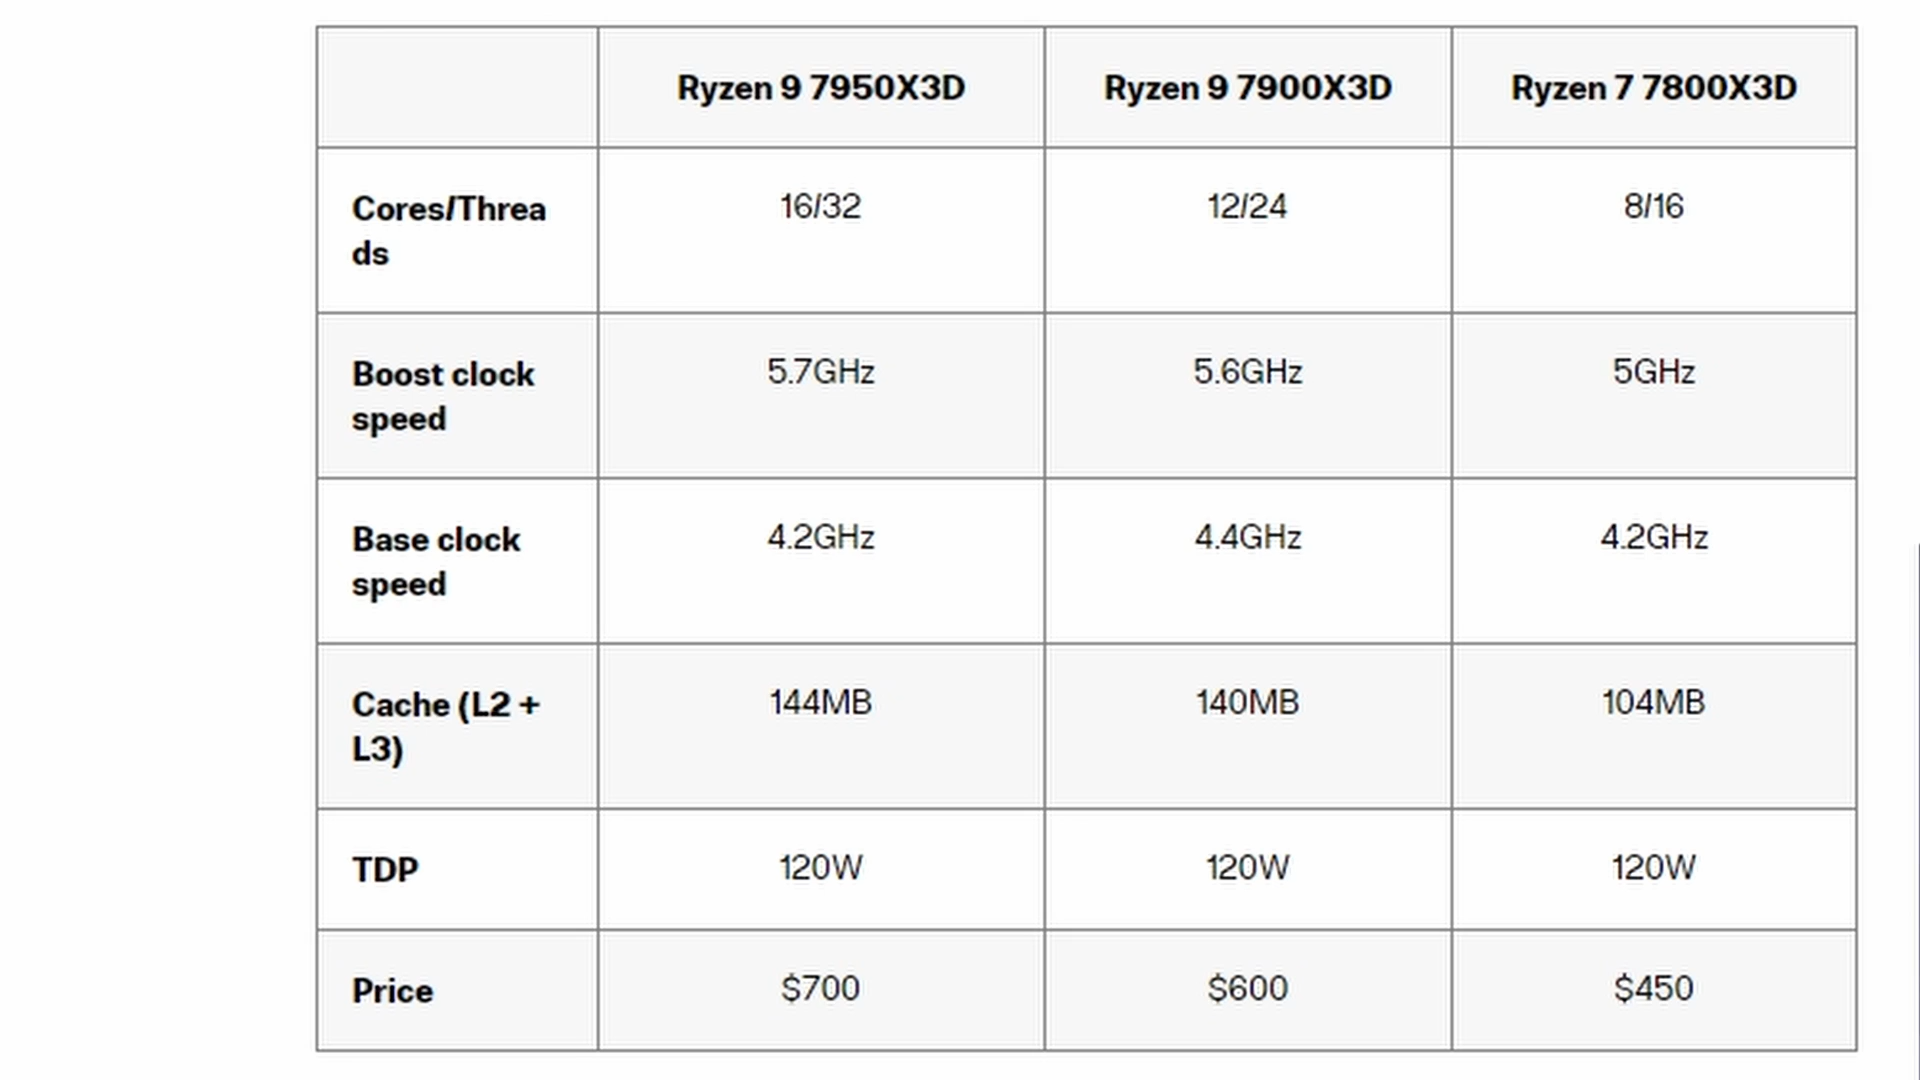 Ryzen 9 7950X3D Ryzen 9 7900X3D Ryzen 7 7800X3D
Cores/Threa 16/32 12/24 8/16
ds
Boost clock 5.7GHz 5.6GHz 5GHz
speed
Base clock 4.2GHz 4.4GHz 4.2GHz
speed
Cache (L2 + 144MB 140MB 104MB
L3)
TDP 120W 120W 120W
Price $700 $600 $450